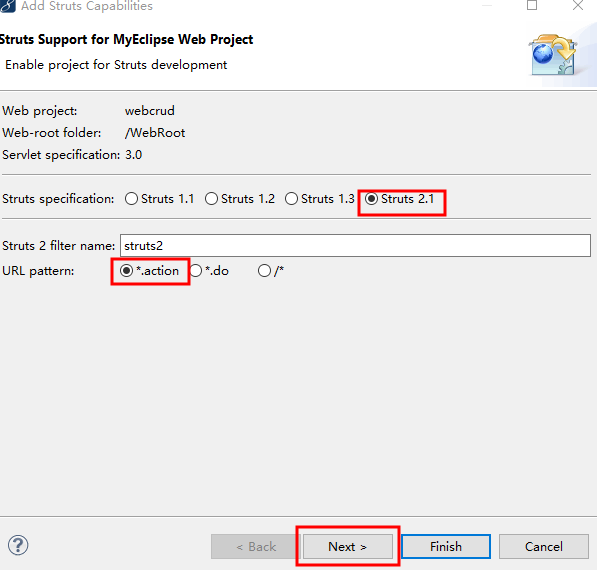 Add Struts Capabilities
Struts Support for MyEclipse Web Project
Enable project for Struts development
Web project: webcrud
Web-root folder: /WebRoot
Servlet specification: 3.0
Struts specification: Struts 1.1 Struts 1.2 Struts 1.3 Struts 2.1
Struts 2 filter name: struts2
URL pattern: *.action *.do /*
? < Back Next > Finish Cancel